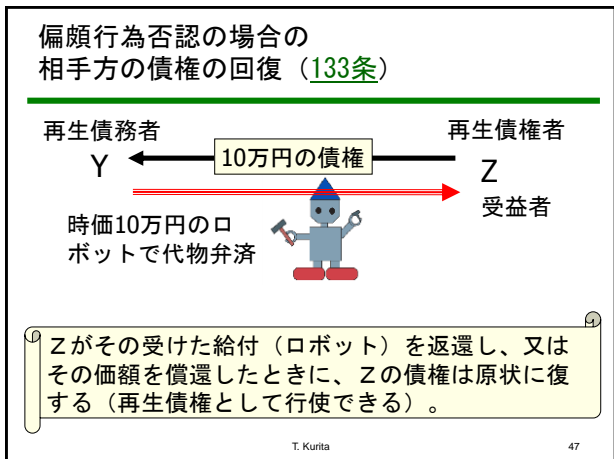 偏頗行為否認の場合の
相手方の債権の回復（133条）
再生債務者
再生債権者
Y
10万円の債権
Z
受益者
時価10万円のロ
ボットで代物弁済
Ｚがその受けた給付（ロボット）を返還し、又は
その価額を償還したときに、Ｚの債権は原状に復
する（再生債権として行使できる）。
T. Kurita
47